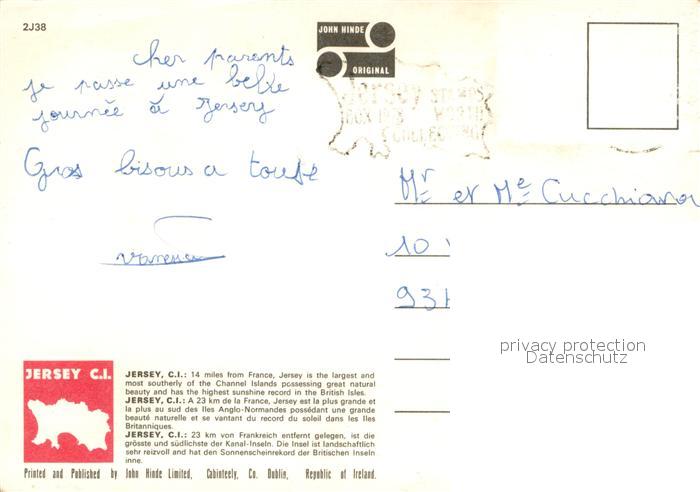 2J38
JOHN HINDE
ORIGINAL
cher parents
je passe une belle
journée à Jersery
Gros bisous a toute
Vanessa
Mr et Me Cucchiara
10
93
privacy protection
Datenschutz
JERSEY C.I.
JERSEY, C.I.: 14 miles from France, Jersey is the largest and
most southerly of the Channel Islands possessing great natural
beauty and has the highest sunshine record in the British Isles.
JERSEY, C.I.: A 23 km de la France, Jersey est la plus grande et
la plus au sud des Iles Anglo-Normandes possédant une grande
beauté naturelle et se vantant du record du soleil dans les Iles
Britanniques.
JERSEY, C.I.: 23 km von Frankreich entfernt gelegen, ist die
grösste und südlichste der Kanal-Inseln. Die Insel ist landschaftlich
sehr reizvoll and hat den Sonnenscheinrekord der Britischen Inseln
inne.
Printed and Published by John Hinde Limited, Cabinteely, Co. Dublin, Republic of Ireland.